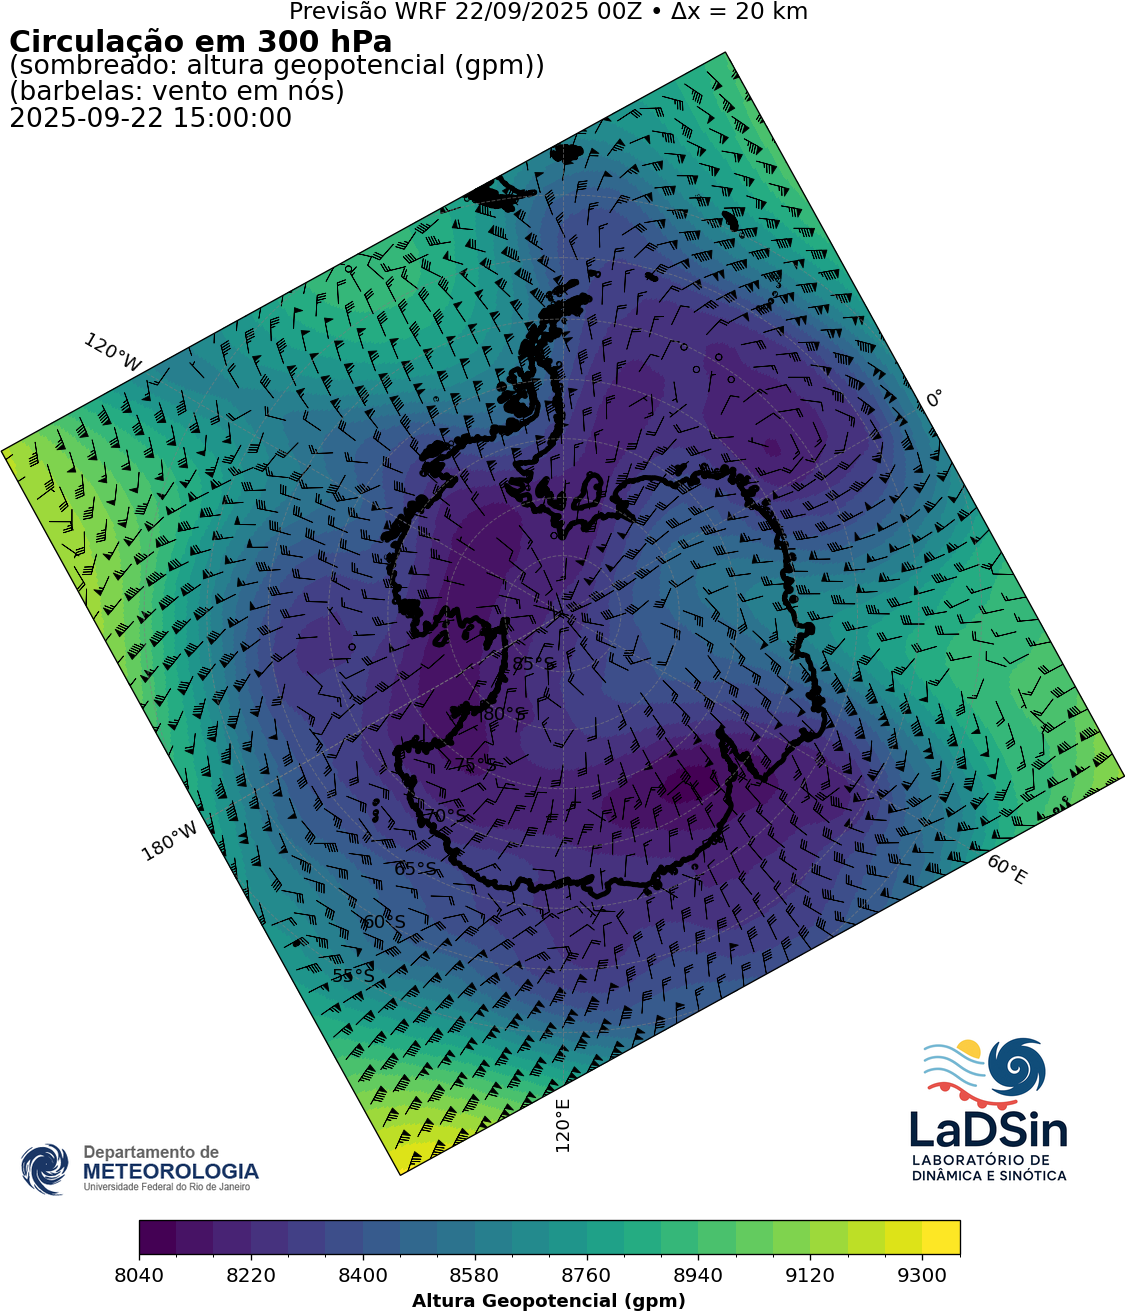 Previsão WRF 22/09/2025 00Z • Δx = 20 km
Circulação em 300 hPa
(sombreado: altura geopotencial (gpm))
(barbelas: vento em nós)
2025-09-22 15:00:00
120°W
0°
85°S
80°S
75°S
70°S
180°W
65°S
60°E
60°S
55°S
120°E
LaDSin
LABORATÓRIO DE
DINÂMICA E SINÓTICA
Departamento de
METEOROLOGIA
Universidade Federal do Rio de Janeiro
8040 8220 8400 8580 8760 8940 9120 9300
Altura Geopotencial (gpm)